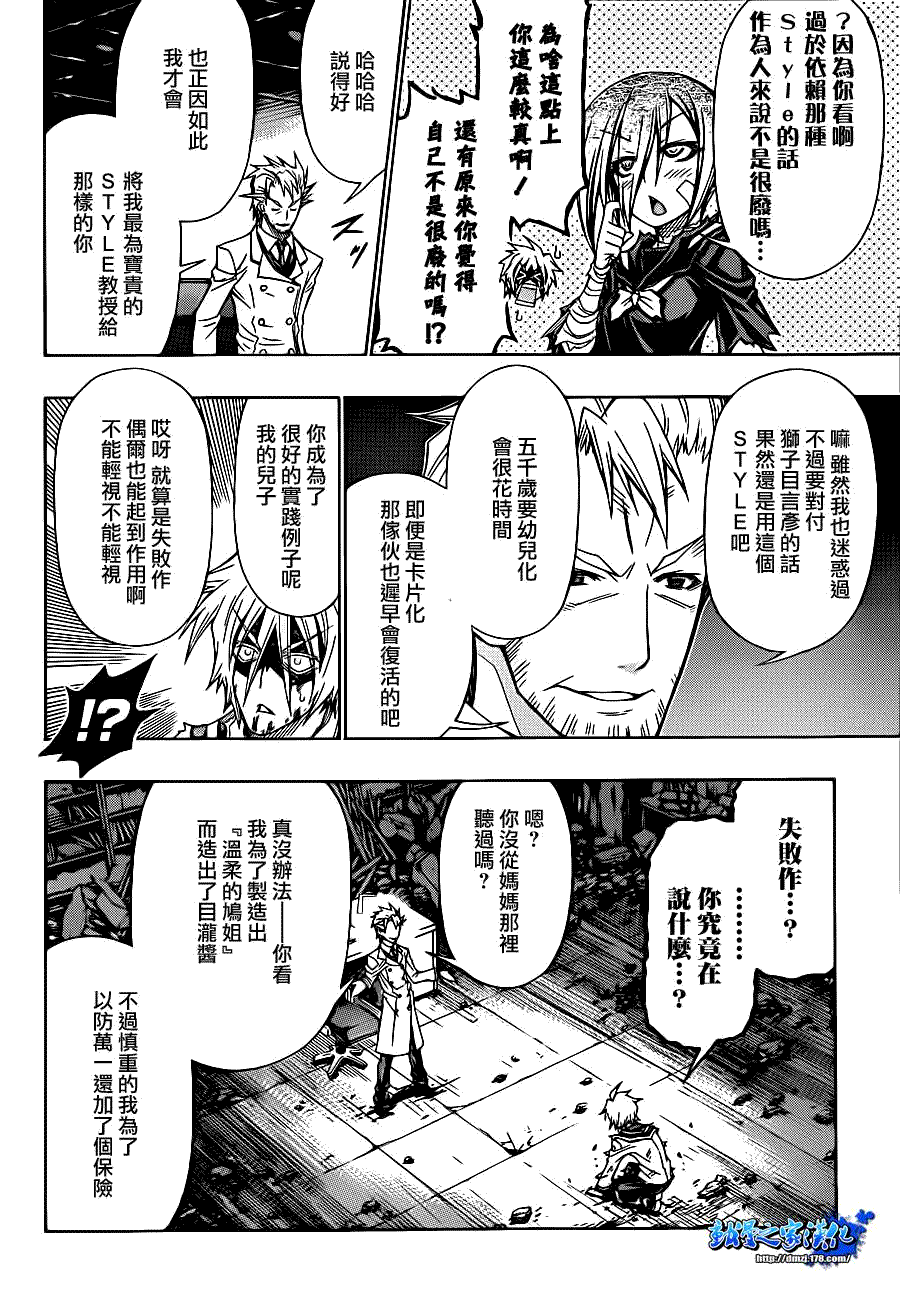 ?因為你看啊
過於依賴那種
Style的話
作為人來說不是很廢嗎…
為啥這點上
你這麼較真啊!
還有原來你覺得
自己不是很廢的嗎!?
哈哈哈
說得好
也正因如此
我才會
將我最為寶貴的
STYLE教授給
那樣的你
嘛 雖然我也迷惑過
不過要對付
獅子目言彥的話
果然還是用這個
STYLE吧
五千歲要幼兒化
會很花時間
即便是卡片化
那傢伙也遲早會復活的吧
你成為了
很好的實踐例子呢
我的兒子
哎呀 就算是失敗作
偶爾也能起到作用啊
不能輕視不能輕視
!?
失敗作…?
………
你究竟在
說什麼…?
嗯?
你沒從媽媽那裡
聽過嗎?
真沒辦法——你看
我為了製造出
『溫柔的鳩姐』
而造出了目瀧醬
不過慎重的我為了
以防萬一還加了個保險
動漫之家漢化
http://dmzj.178.com/